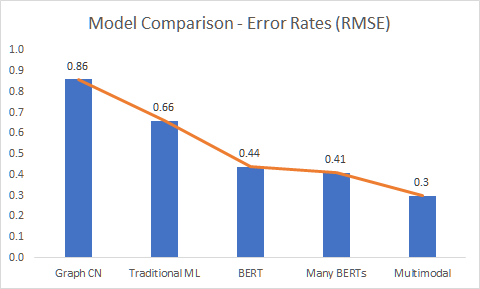 Model Comparison - Error Rates (RMSE)
1.0
0.9
0.8
0.7
0.6
0.5
0.4
0.3
0.2
0.1
0.0
0.86
0.66
0.44
0.41
0.3
Graph CN
Traditional ML
BERT
Many BERTs
Multimodal